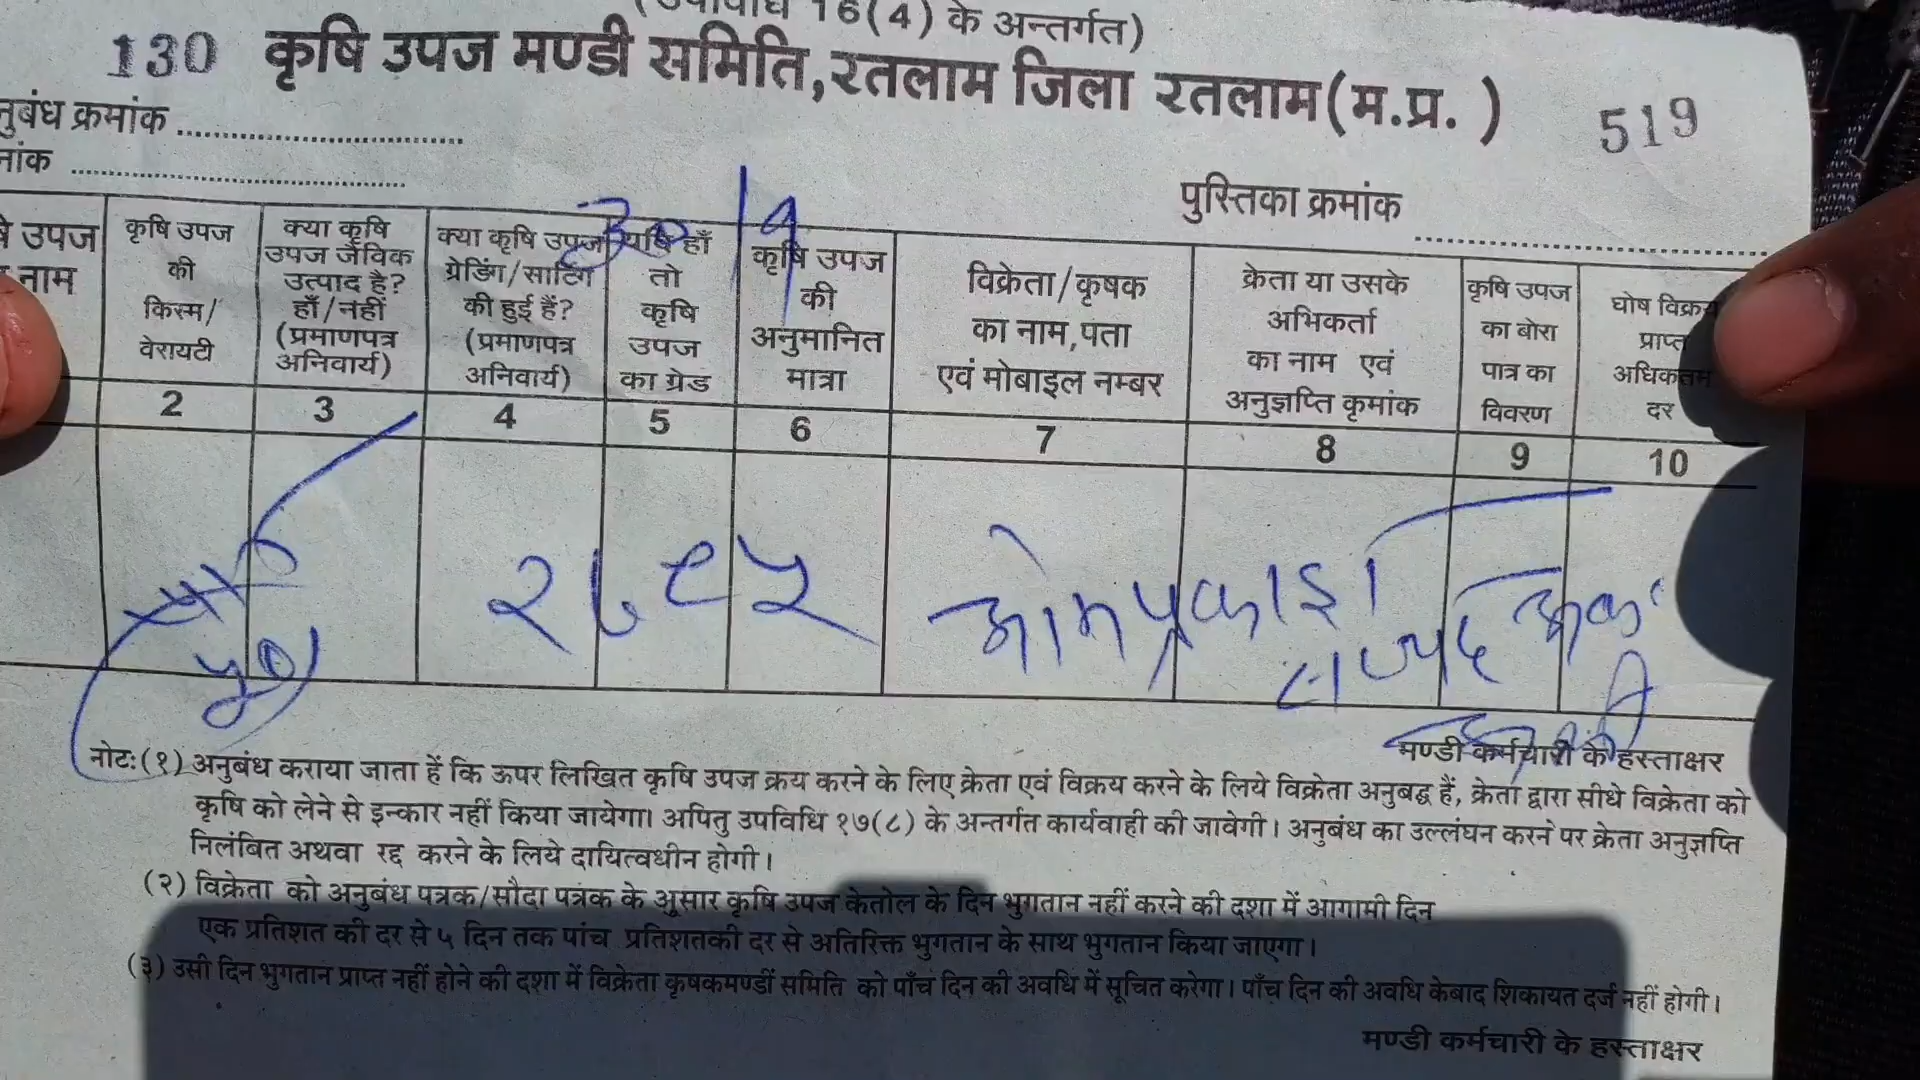 16(4) के अन्तर्गत)
130 कृषि उपज मण्डी समिति,रतलाम जिला रतलाम(म.प्र. )
519
नुबंध क्रमांक ........................
नांक ........................
पुस्तिका क्रमांक ........................
उपज
नाम
कृषि उपज
की
किस्म/
वेरायटी
क्या कृषि
उपज जैविक
उत्पाद है?
हाँ/नहीं
(प्रमाणपत्र
अनिवार्य)
क्या कृषि उपज
ग्रेडिंग/सार्टिंग
की हुई हैं?
(प्रमाणपत्र
अनिवार्य)
यदि हाँ
तो
कृषि
उपज
का ग्रेड
कृषि उपज
की
अनुमानित
मात्रा
विक्रेता/कृषक
का नाम,पता
एवं मोबाइल नम्बर
क्रेता या उसके
अभिकर्ता
का नाम एवं
अनुज्ञप्ति कृमांक
कृषि उपज
का बोरा
पात्र का
विवरण
घोष विक्रय
प्राप्त
अधिकतम
दर
2 3 4 5 6 7 8 9 10
ओमप्रकाश
मण्डी कर्मचारी के हस्ताक्षर
नोटः(१) अनुबंध कराया जाता हें कि ऊपर लिखित कृषि उपज क्रय करने के लिए क्रेता एवं विक्रय करने के लिये विक्रेता अनुबद्ध हैं, क्रेता द्वारा सीधे विक्रेता को
कृषि को लेने से इन्कार नहीं किया जायेगा। अपितु उपविधि १७(८) के अन्तर्गत कार्यवाही की जावेगी। अनुबंध का उल्लंघन करने पर क्रेता अनुज्ञप्ति
निलंबित अथवा रद्द करने के लिये दायित्वधीन होगी।
(२) विक्रेता को अनुबंध पत्रक/सौदा पत्रक के अुसार कृषि उपज केतोल के दिन भुगतान नहीं करने की दशा में आगामी दिन
एक प्रतिशत की दर से ५ दिन तक पांच प्रतिशतकी दर से अतिरिक्त भुगतान के साथ भुगतान किया जाएगा।
(३) उसी दिन भुगतान प्राप्त नहीं होने की दशा में विक्रेता कृषकमण्डीं समिति को पाँच दिन की अवधि में सूचित करेगा। पाँच दिन की अवधि केबाद शिकायत दर्ज नहीं होगी।
मण्डी कर्मचारी के हस्ताक्षर